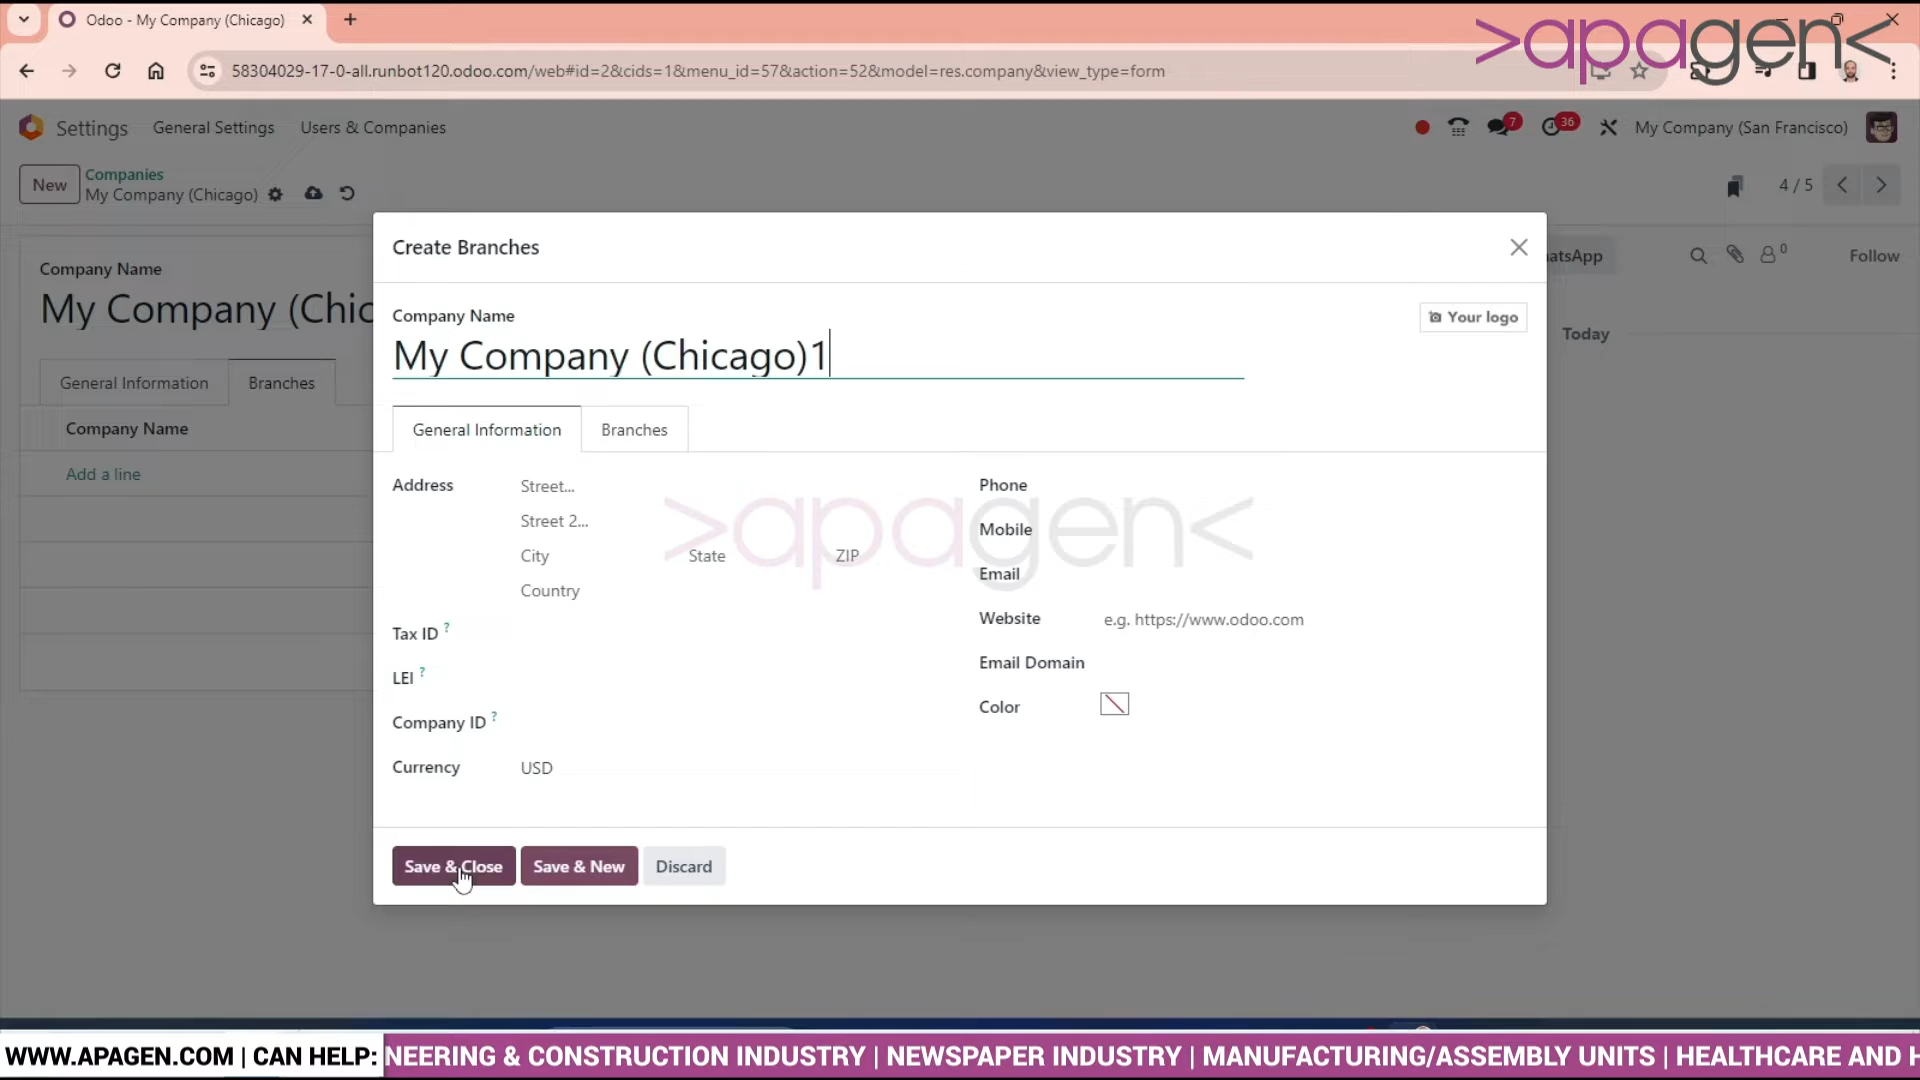 Odoo - My Company (Chicago)
>apagen<
58304029-17-0-all.runbot120.odoo.com/web#id=2&cids=1&menu_id=57&action=52&model=res.company&view_type=form
Settings
General Settings
Users & Companies
7
36
My Company (San Francisco)
New
Companies
My Company (Chicago)
4 / 5
Create Branches
atsApp
0
Follow
Company Name
My Company (Chic
Company Name
Your logo
My Company (Chicago)1
Today
General Information
Branches
General Information
Branches
Company Name
Add a line
Address
Street...
Street 2...
City
State
ZIP
Country
Tax ID ?
LEI ?
Company ID ?
Currency
USD
Phone
Mobile
Email
Website
e.g. https://www.odoo.com
Email Domain
Color
>apagen<
Save & Close
Save & New
Discard
WWW.APAGEN.COM | CAN HELP:
NEERING & CONSTRUCTION INDUSTRY | NEWSPAPER INDUSTRY | MANUFACTURING/ASSEMBLY UNITS | HEALTHCARE AND H